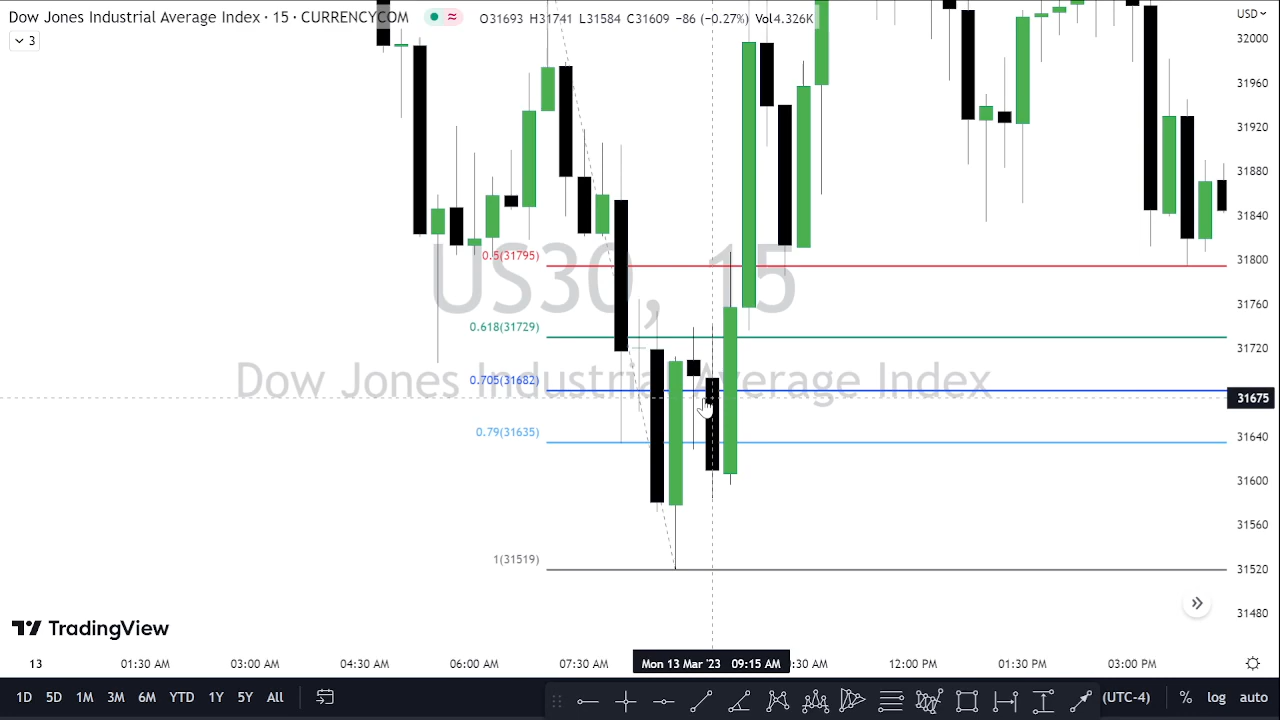 Dow Jones Industrial Average Index · 15 · CURRENCYCOM O31693 H31741 L31584 C31609 −86 (−0.27%) Vol4.326K
USD
3
32000
31960
31920
31880
31840
31800
31760
31720
31675
31640
31600
31560
31520
31480
US30, 15
Dow Jones Industrial Average Index
0.5(31795)
0.618(31729)
0.705(31682)
0.79(31635)
1(31519)
TradingView
13 01:30 AM 03:00 AM 04:30 AM 06:00 AM 07:30 AM Mon 13 Mar '23 09:15 AM :30 AM 12:00 PM 01:30 PM 03:00 PM
1D 5D 1M 3M 6M YTD 1Y 5Y All (UTC-4) % log auto